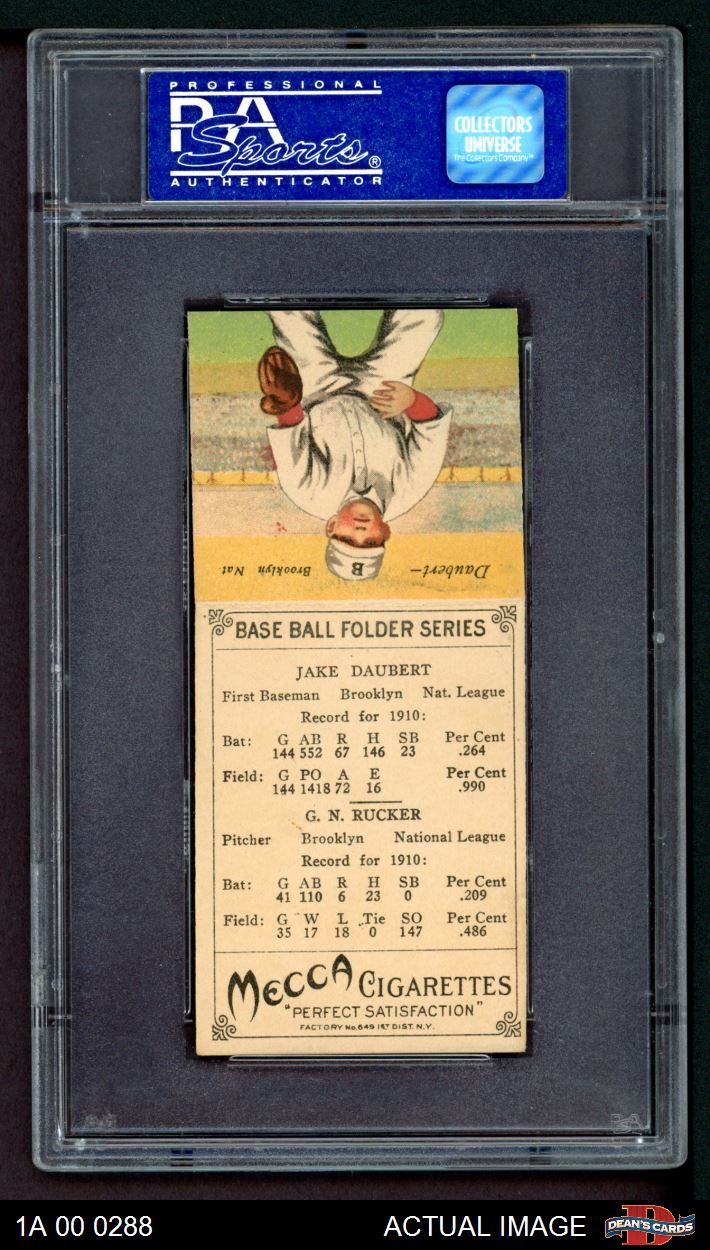 PROFESSIONAL
PSA
Sports®
AUTHENTICATOR
COLLECTORS
UNIVERSE
The Collectors Company™
Daubert— Brooklyn Nat.
B
BASE BALL FOLDER SERIES
JAKE DAUBERT
First Baseman Brooklyn Nat. League
Record for 1910:
Bat: G AB R H SB Per Cent
144 552 67 146 23 .264
Field: G PO A E Per Cent
144 1418 72 16 .990
G. N. RUCKER
Pitcher Brooklyn National League
Record for 1910:
Bat: G AB R H SB Per Cent
41 110 6 23 0 .209
Field: G W L Tie SO Per Cent
35 17 18 0 147 .486
MECCA CIGARETTES
"PERFECT SATISFACTION"
FACTORY No. 649 1ST DIST. N.Y.
PSA
1A 00 0288
ACTUAL IMAGE
DEAN'S CARDS